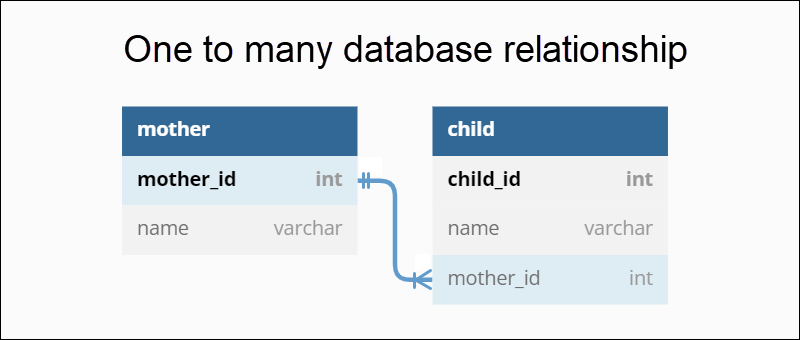 One to many database relationship
mother
mother_id int
name varchar
child
child_id int
name varchar
mother_id int